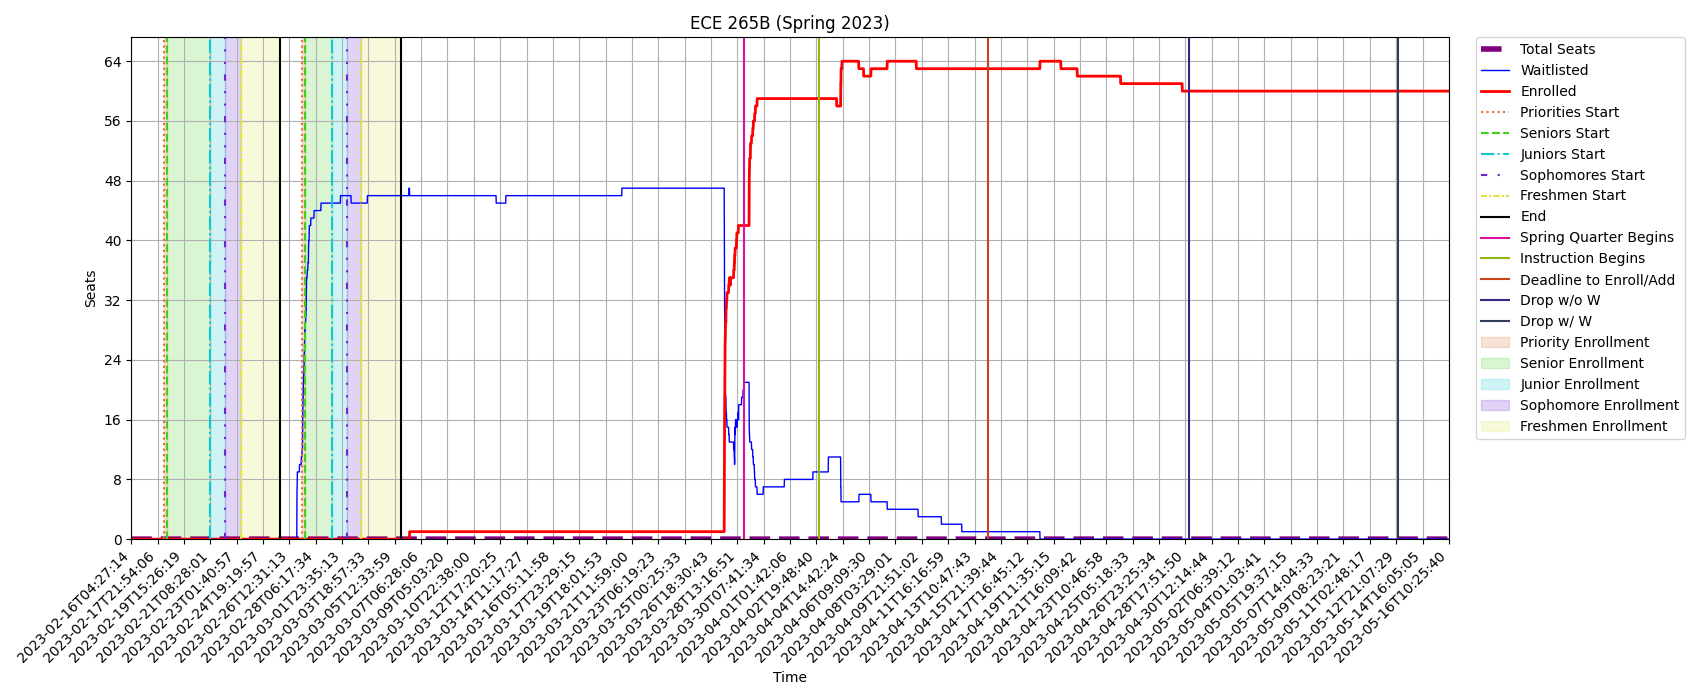 ECE 265B (Spring 2023)
Seats
64
56
48
40
32
24
16
8
0
2023-02-16T04:27:14
2023-02-17T21:54:06
2023-02-19T15:26:19
2023-02-21T08:28:01
2023-02-23T01:40:57
2023-02-24T19:19:57
2023-02-26T12:31:13
2023-02-28T06:17:34
2023-03-01T23:35:13
2023-03-03T18:57:33
2023-03-05T12:33:59
2023-03-07T06:28:06
2023-03-09T05:03:20
2023-03-10T22:38:00
2023-03-14T17:20:25
2023-03-14T11:17:27
2023-03-16T05:11:58
2023-03-17T23:29:15
2023-03-19T18:01:53
2023-03-21T11:59:00
2023-03-23T06:19:23
2023-03-25T00:25:33
2023-03-26T18:30:43
2023-03-28T13:16:51
2023-03-30T07:41:34
2023-04-01T01:42:06
2023-04-02T19:48:40
2023-04-04T14:42:24
2023-04-06T09:09:30
2023-04-08T03:29:01
2023-04-09T21:51:02
2023-04-11T16:16:59
2023-04-13T10:47:43
2023-04-15T21:39:44
2023-04-17T16:45:12
2023-04-19T11:35:15
2023-04-21T16:09:42
2023-04-23T10:46:58
2023-04-25T05:18:33
2023-04-26T23:25:34
2023-04-28T17:51:50
2023-04-30T12:14:44
2023-05-02T06:39:12
2023-05-04T01:03:41
2023-05-05T19:37:15
2023-05-07T14:04:33
2023-05-09T08:23:21
2023-05-11T02:48:17
2023-05-12T21:07:29
2023-05-14T16:05:05
2023-05-16T10:25:40
Time
Total Seats
Waitlisted
Enrolled
Priorities Start
Seniors Start
Juniors Start
Sophomores Start
Freshmen Start
End
Spring Quarter Begins
Instruction Begins
Deadline to Enroll/Add
Drop w/o W
Drop w/ W
Priority Enrollment
Senior Enrollment
Junior Enrollment
Sophomore Enrollment
Freshmen Enrollment